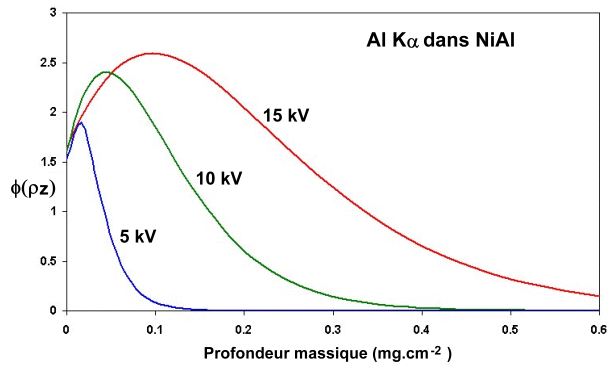 3
Al Kα dans NiAl
2.5
2
15 kV
1.5
ϕ(ρz)
10 kV
1
5 kV
0.5
0
0 0.1 0.2 0.3 0.4 0.5 0.6
Profondeur massique (mg.cm-2 )